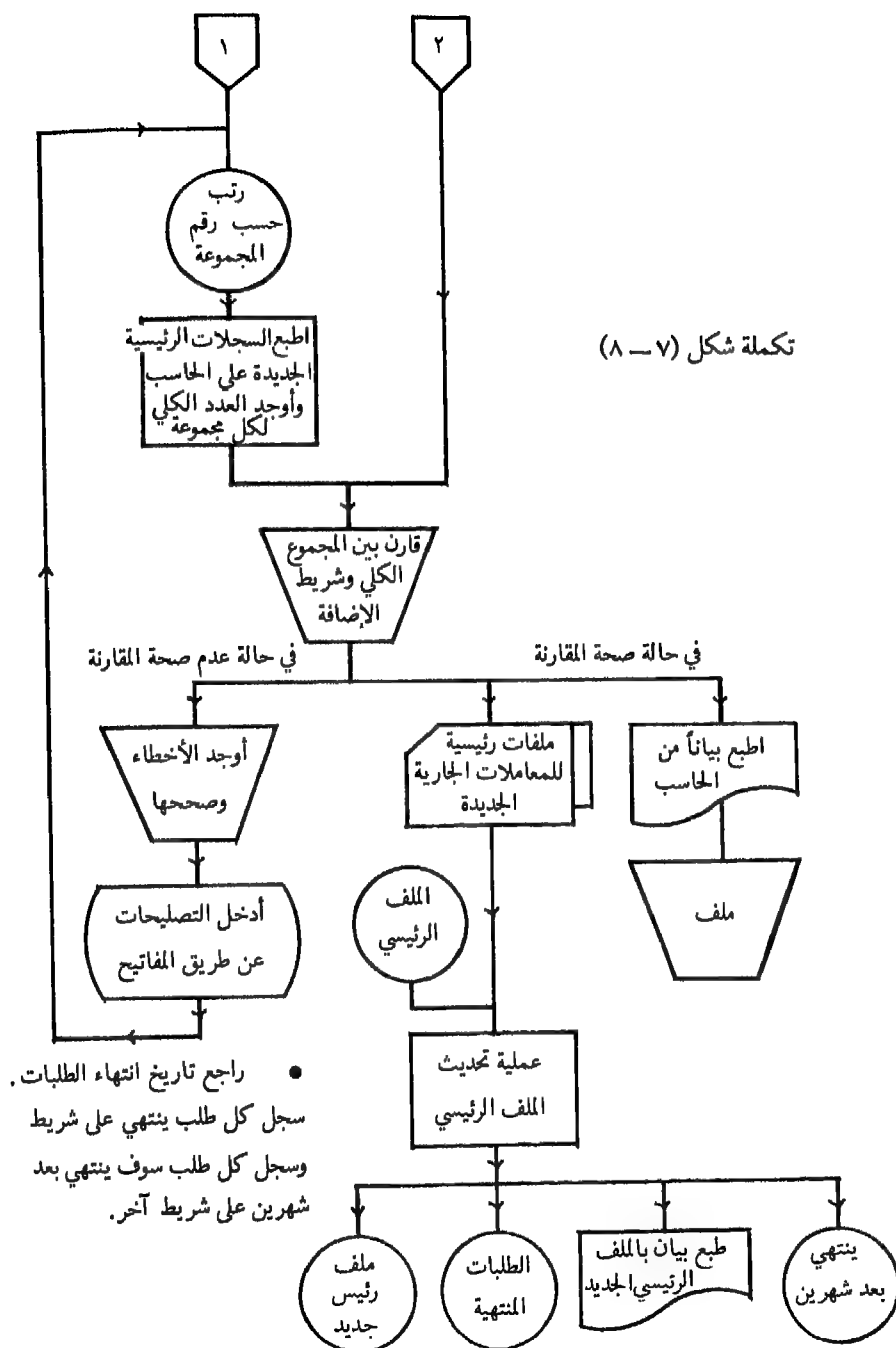 ١
٢
رتب
حسب رقم
المجموعة
اطبع السجلات الرئيسية
الجديدة علي الحاسب
وأوجد العدد الكلي
لكل مجموعة
تكملة شكل (٧ — ٨)
قارن بين المجموع
الكلي وشريط
الإضافة
في حالة صحة المقارنة
في حالة عدم صحة المقارنة
اطبع بياناً من
الحاسب
ملفات رئيسية
للمعاملات الجارية
الجديدة
أوجد الأخطاء
وصححها
ملف
الملف
الرئيسي
أدخل التصليحات
عن طريق المفاتيح
عملية تحديث
الملف الرئيسي
● راجع تاريخ انتهاء الطلبات.
سجل كل طلب ينتهي على شريط
وسجل كل طلب سوف ينتهي بعد
شهرين على شريط آخر.
ينتهي
بعد شهرين
طبع بيان بالملف
الرئيسي الجديد
الطلبات
المنتهية
ملف
رئيس
جديد